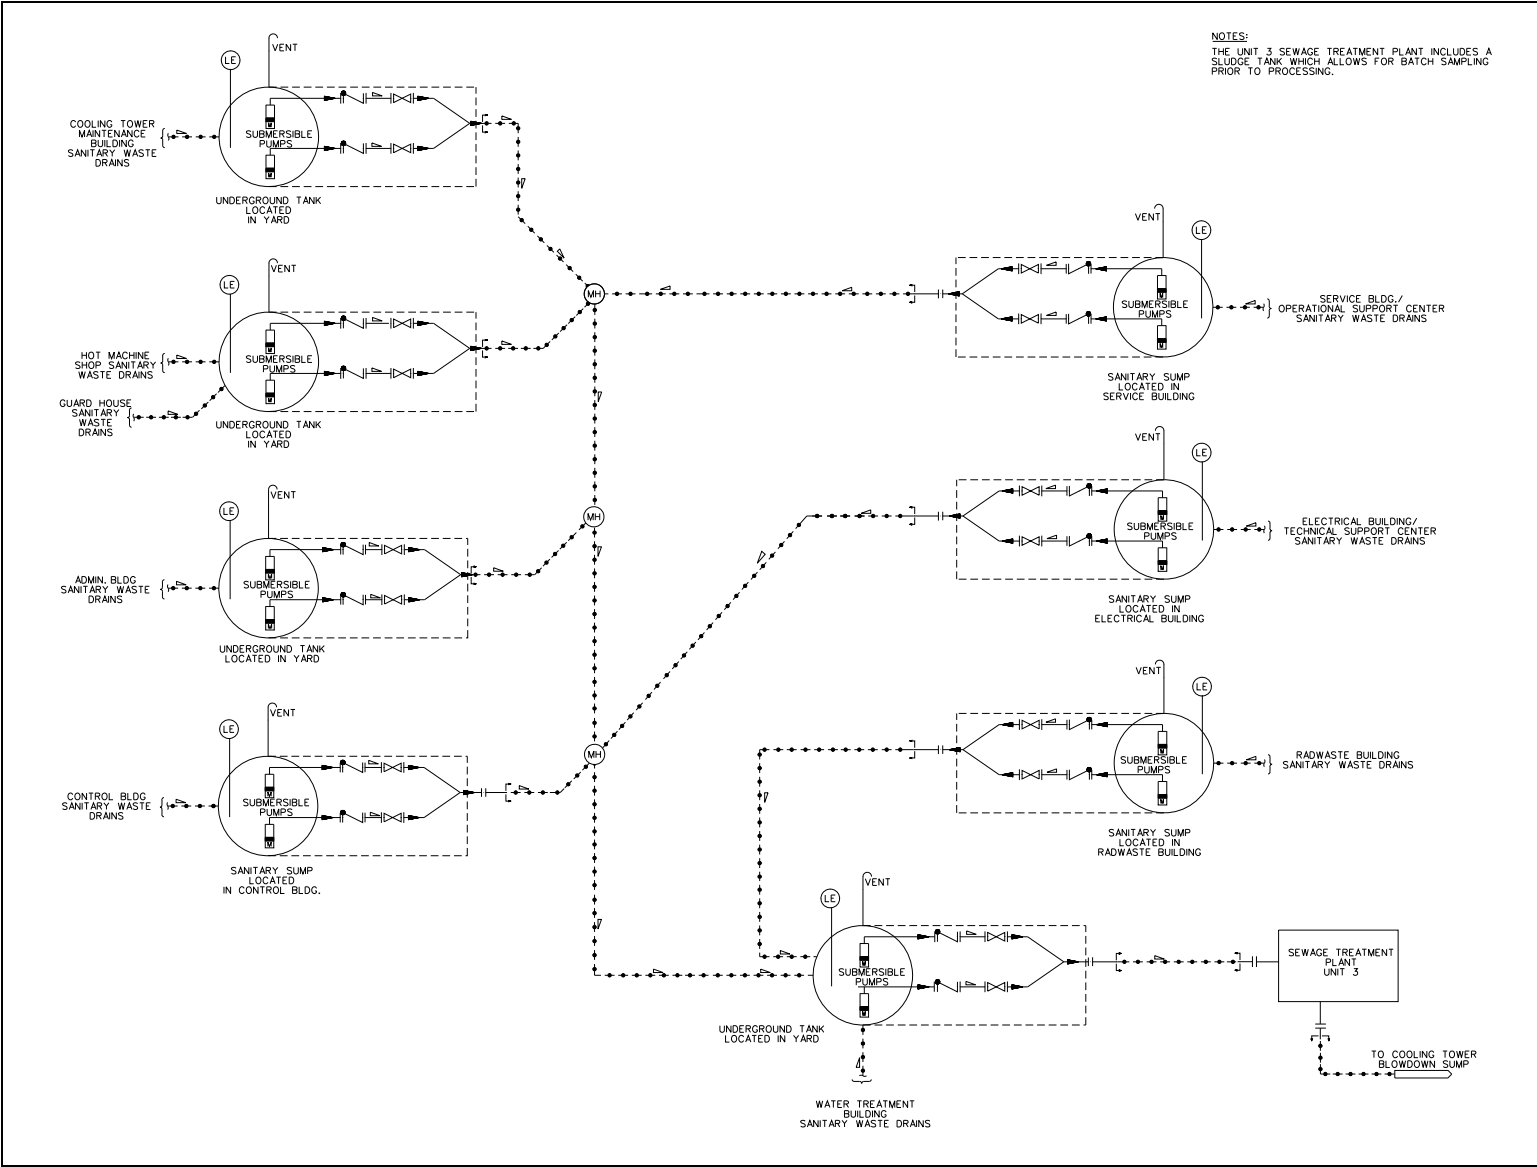 NOTES:
THE UNIT 3 SEWAGE TREATMENT PLANT INCLUDES A
SLUDGE TANK WHICH ALLOWS FOR BATCH SAMPLING
PRIOR TO PROCESSING.
VENT
LE
COOLING TOWER
MAINTENANCE
BUILDING
SANITARY WASTE
DRAINS
M
SUBMERSIBLE
PUMPS
M
UNDERGROUND TANK
LOCATED
IN YARD
VENT
LE
M
SUBMERSIBLE
PUMPS
M
SERVICE BLDG./
OPERATIONAL SUPPORT CENTER
SANITARY WASTE DRAINS
SANITARY SUMP
LOCATED IN
SERVICE BUILDING
MH
VENT
LE
HOT MACHINE
SHOP SANITARY
WASTE DRAINS
GUARD HOUSE
SANITARY
WASTE
DRAINS
M
SUBMERSIBLE
PUMPS
M
UNDERGROUND TANK
LOCATED
IN YARD
VENT
LE
M
SUBMERSIBLE
PUMPS
M
ELECTRICAL BUILDING/
TECHNICAL SUPPORT CENTER
SANITARY WASTE DRAINS
SANITARY SUMP
LOCATED IN
ELECTRICAL BUILDING
MH
VENT
LE
ADMIN. BLDG
SANITARY WASTE
DRAINS
M
SUBMERSIBLE
PUMPS
M
UNDERGROUND TANK
LOCATED IN YARD
VENT
LE
M
SUBMERSIBLE
PUMPS
M
RADWASTE BUILDING
SANITARY WASTE DRAINS
SANITARY SUMP
LOCATED IN
RADWASTE BUILDING
MH
VENT
LE
CONTROL BLDG
SANITARY WASTE
DRAINS
M
SUBMERSIBLE
PUMPS
M
SANITARY SUMP
LOCATED
IN CONTROL BLDG.
VENT
LE
M
SUBMERSIBLE
PUMPS
M
UNDERGROUND TANK
LOCATED IN YARD
WATER TREATMENT
BUILDING
SANITARY WASTE DRAINS
SEWAGE TREATMENT
PLANT
UNIT 3
TO COOLING TOWER
BLOWDOWN SUMP